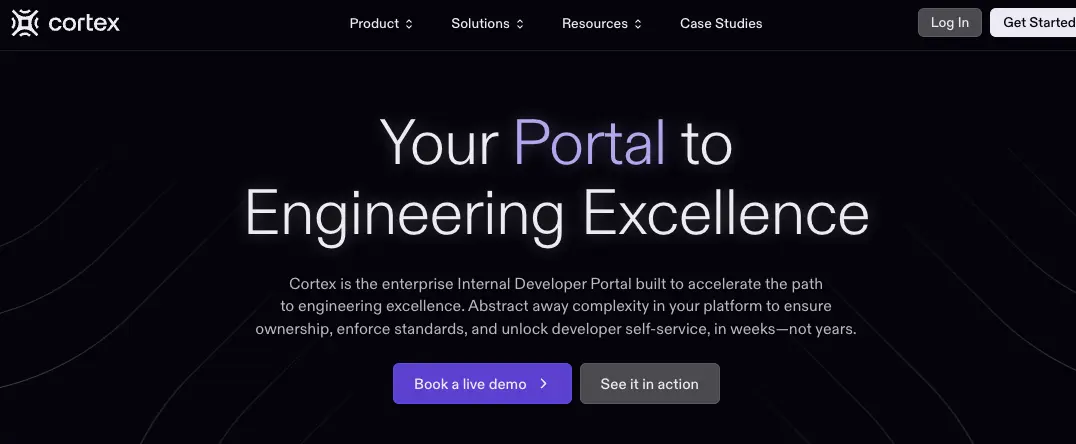 cortex
Product
Solutions
Resources
Case Studies
Log In
Get Started
Your Portal to
Engineering Excellence
Cortex is the enterprise Internal Developer Portal built to accelerate the path
to engineering excellence. Abstract away complexity in your platform to ensure
ownership, enforce standards, and unlock developer self-service, in weeks—not years.
Book a live demo
See it in action